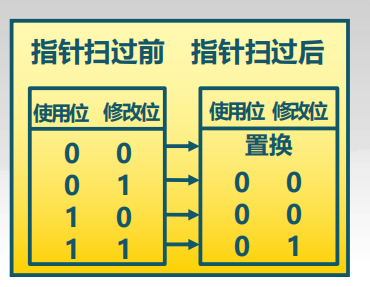 指针扫过前 指针扫过后
使用位 修改位 使用位 修改位
0 0 置换
0 1 0 0
1 0 0 0
1 1 0 1